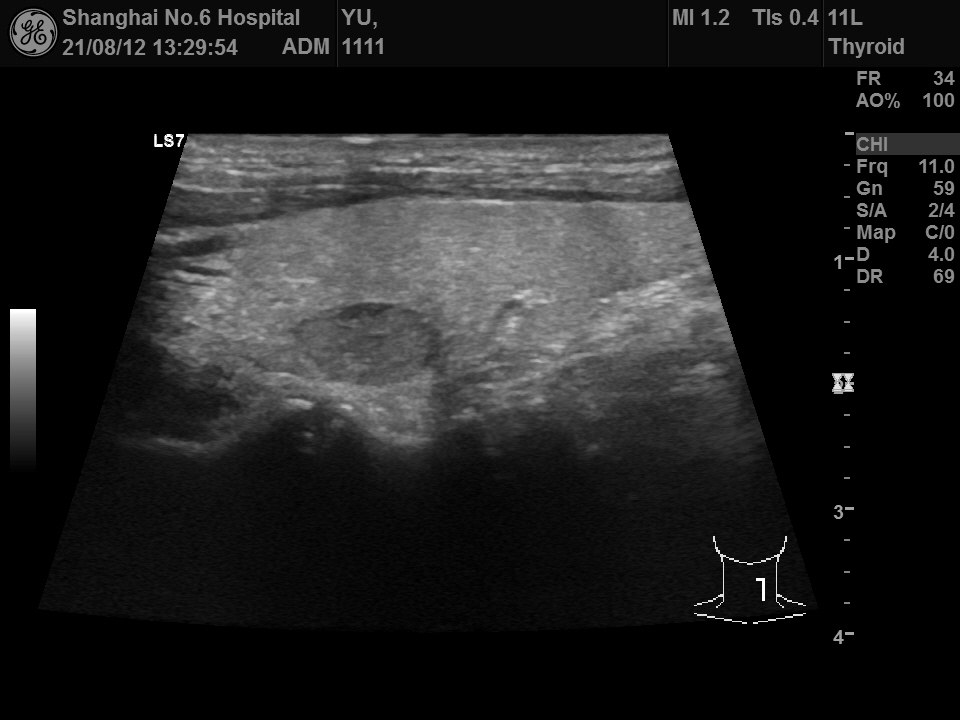 Shanghai No.6 Hospital
21/08/12 13:29:54 ADM
YU,
1111
MI 1.2 TIs 0.4
11L
Thyroid
FR 34
AO% 100
CHI
Frq 11.0
Gn 59
S/A 2/4
Map C/0
D 4.0
DR 69
LS7
1
3
4
1